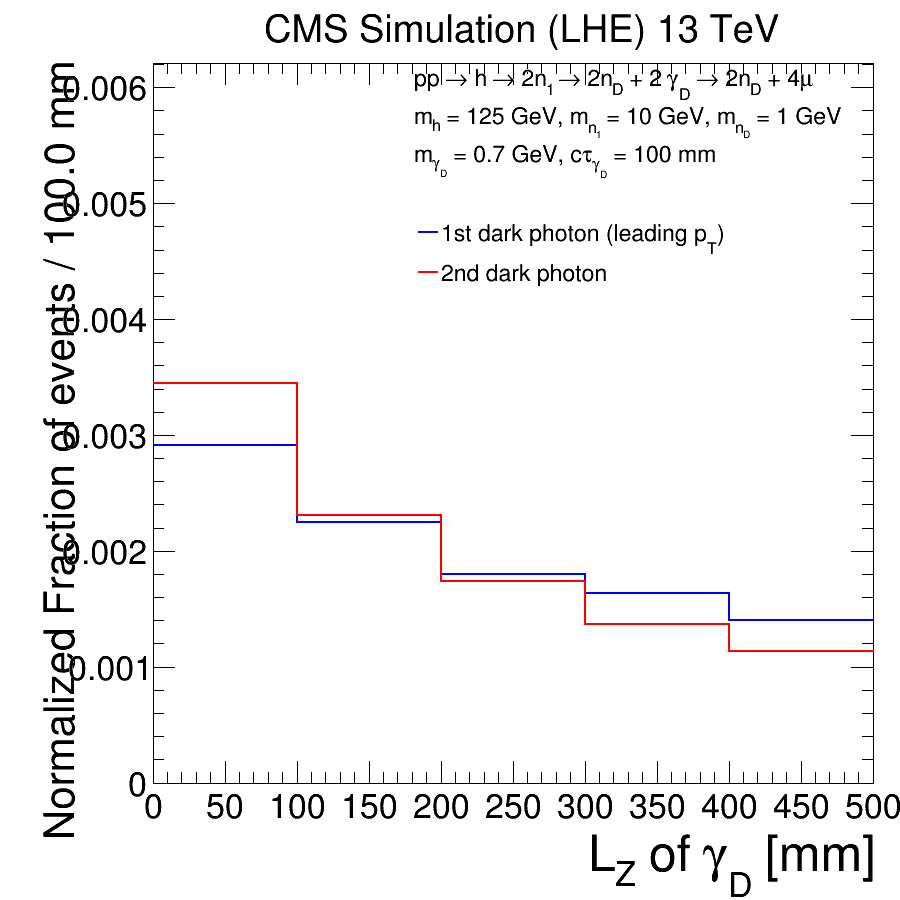 CMS Simulation (LHE) 13 TeV
pp → h → 2n1 → 2nD + 2 γD → 2nD + 4μ
mh = 125 GeV, mn1 = 10 GeV, mnD = 1 GeV
mγD = 0.7 GeV, cτγD = 100 mm
1st dark photon (leading pT)
2nd dark photon
Normalized Fraction of events / 100.0 mm
0.006
0.005
0.004
0.003
0.002
0.001
0
0 50 100 150 200 250 300 350 400 450 500
LZ of γD [mm]